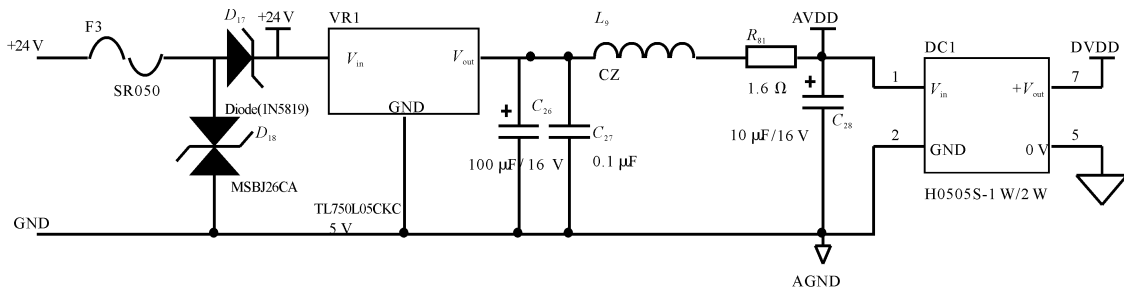 +24 V
F3
SR050
D17
+24 V
Diode(1N5819)
D18
MSBJ26CA
GND
VR1
Vin
Vout
GND
TL750L05CKC
5 V
C26
100 μF/ 16 V
C27
0.1 μF
L9
CZ
R81
1.6 Ω
AVDD
10 μF/16 V
C28
AGND
DC1
1
Vin
2
GND
+Vout
7
0 V
5
H0505S-1 W/2 W
DVDD